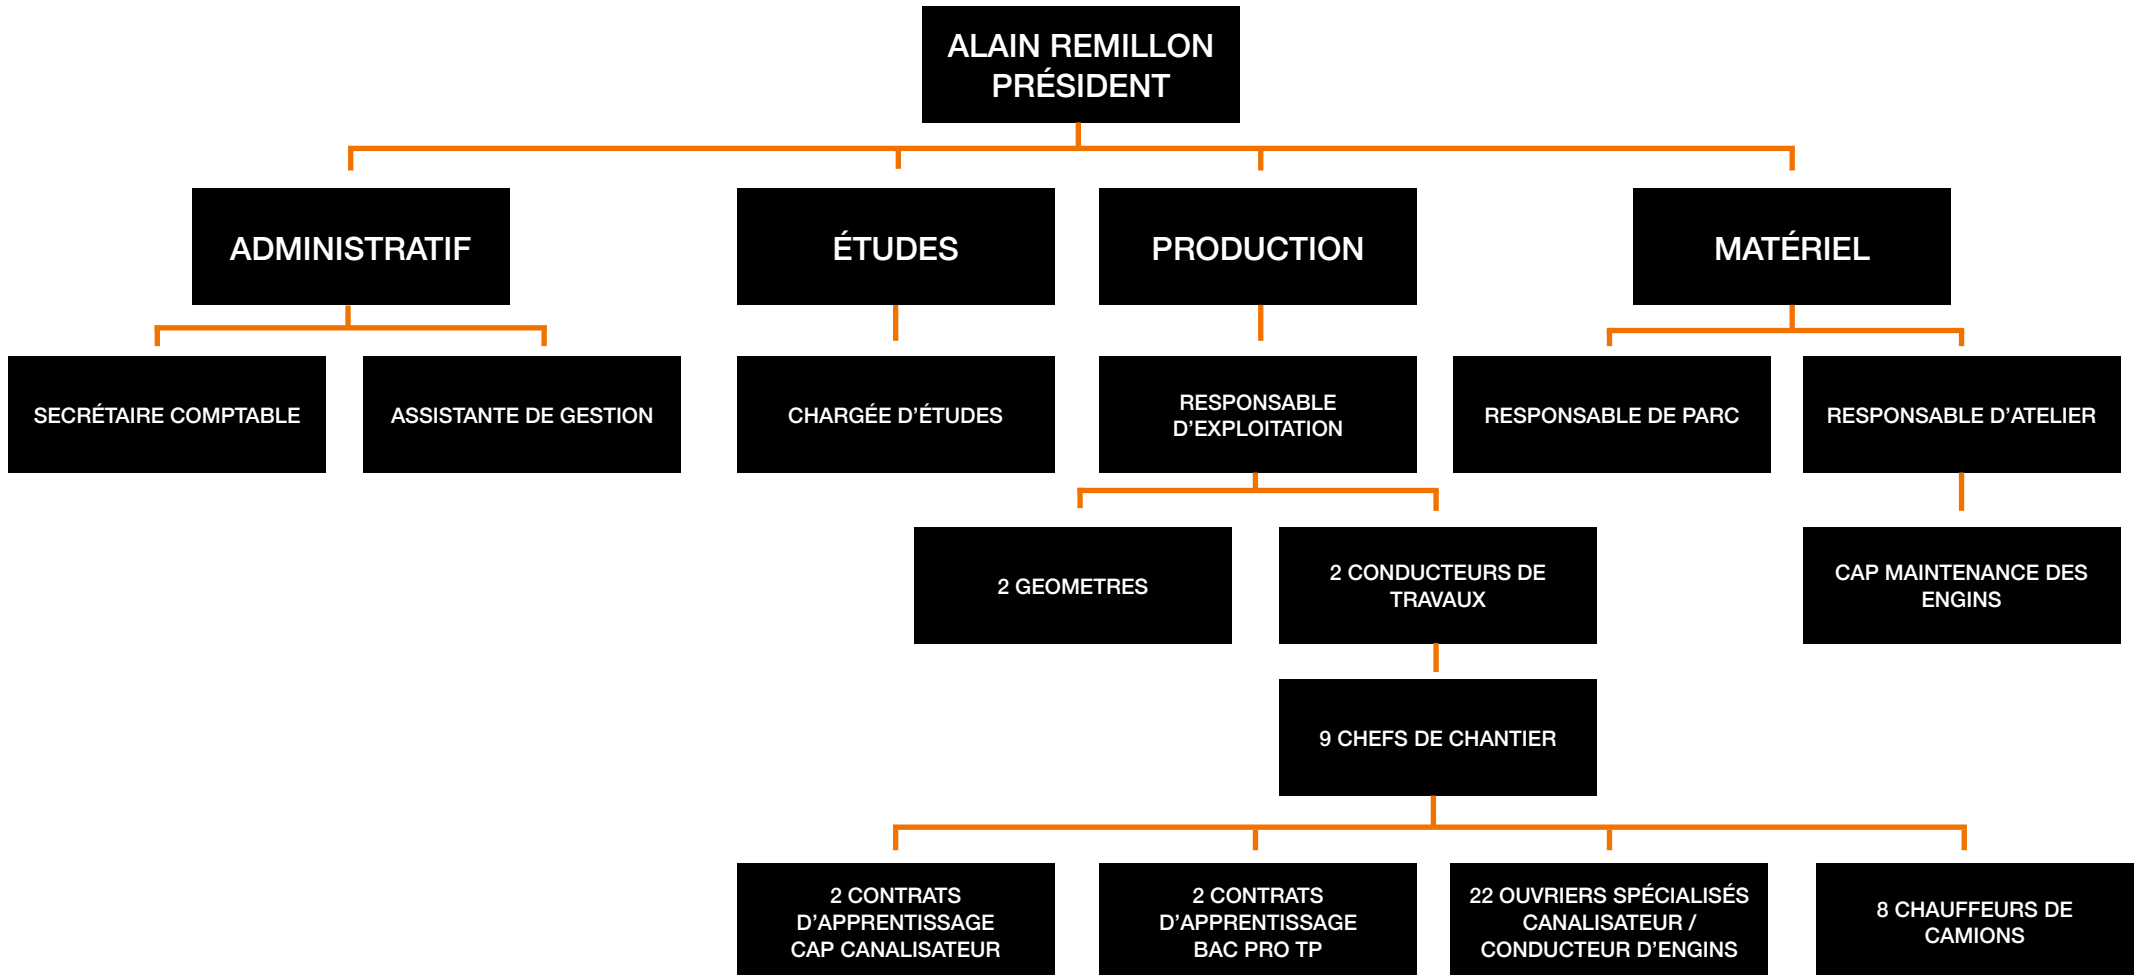 ALAIN REMILLON
PRÉSIDENT
ADMINISTRATIF
ÉTUDES
PRODUCTION
MATÉRIEL
SECRÉTAIRE COMPTABLE
ASSISTANTE DE GESTION
CHARGÉE D'ÉTUDES
RESPONSABLE
D'EXPLOITATION
RESPONSABLE DE PARC
RESPONSABLE D'ATELIER
2 GEOMETRES
2 CONDUCTEURS DE
TRAVAUX
CAP MAINTENANCE DES
ENGINS
9 CHEFS DE CHANTIER
2 CONTRATS
D'APPRENTISSAGE
CAP CANALISATEUR
2 CONTRATS
D'APPRENTISSAGE
BAC PRO TP
22 OUVRIERS SPÉCIALISÉS
CANALISATEUR /
CONDUCTEUR D'ENGINS
8 CHAUFFEURS DE
CAMIONS